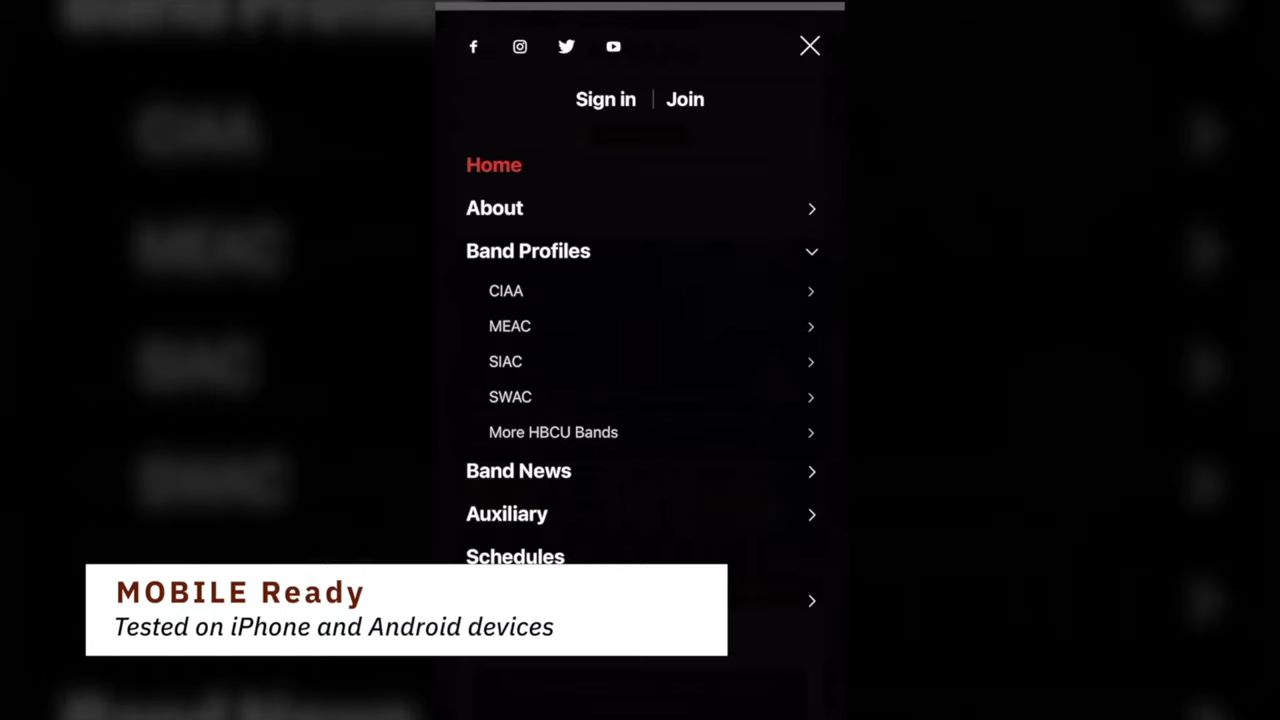 Sign in | Join
Home
About
Band Profiles
CIAA
MEAC
SIAC
SWAC
More HBCU Bands
Band News
Auxiliary
Schedules
MOBILE Ready
Tested on iPhone and Android devices